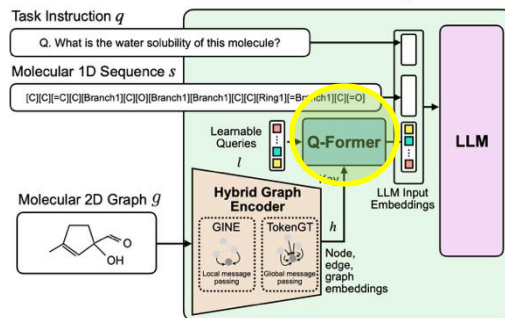 Task Instruction q
Q. What is the water solubility of this molecule?
Molecular 1D Sequence s
[C][C][=C][C][Branch1][C][O][Branch1][Branch1][C][C][Ring1][=Branch1][C][=O]
Learnable
Queries
l
Q-Former
LLM
Key
LLM Input
Embeddings
Molecular 2D Graph g
Hybrid Graph
Encoder
GINE
TokenGT
h
Local message
passing
Global message
passing
Node,
edge,
graph
embeddings
O
OH